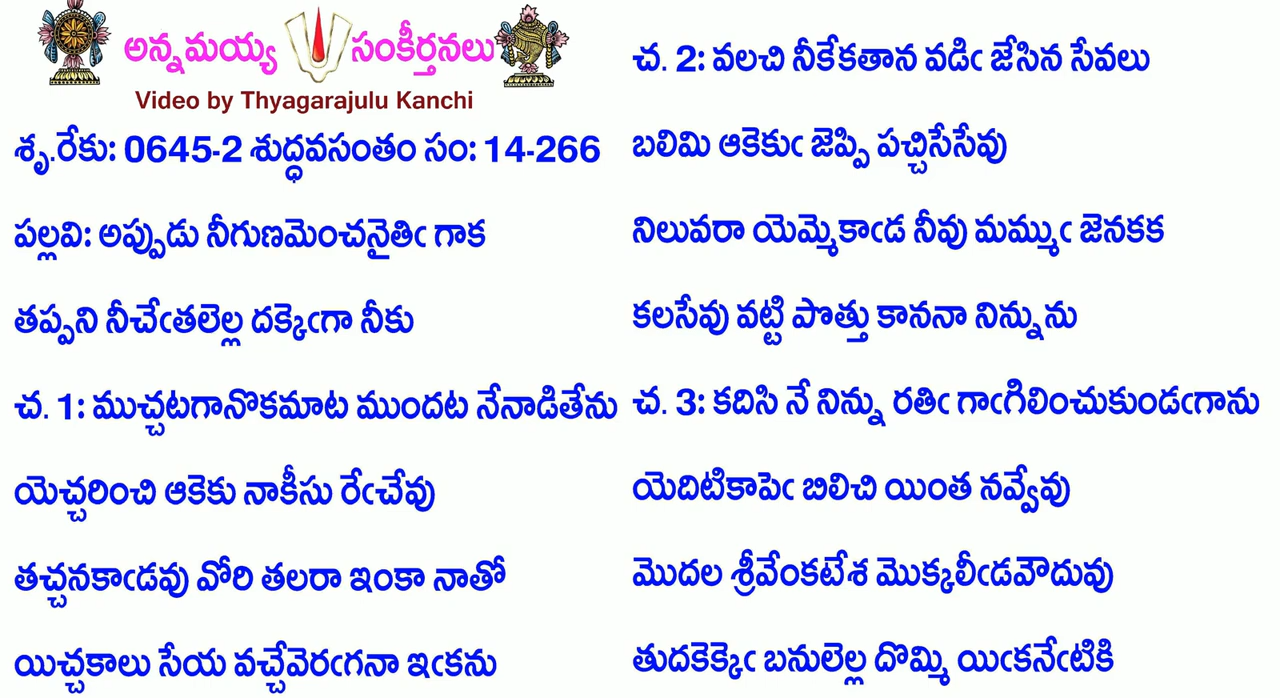 అన్నమయ్య సంకీర్తనలు
Video by Thyagarajulu Kanchi
శృ.రేకు: 0645-2 శుద్ధవసంతం సం: 14-266
పల్లవి: అప్పుడు నీగుణమెంచనైతిఁ గాక
తప్పని నీచేఁతలెల్ల దక్కెఁగా నీకు
చ. 1: ముచ్చటగానొకమాట ముందట నేనాడితేను
యెచ్చరించి ఆకెకు నాకీసు రేఁచేవు
తచ్చనకాఁడవు వోరి తలరా ఇంకా నాతో
యిచ్చకాలు సేయ వచ్చేవెరఁగనా ఇఁకను
చ. 2: వలచి నీకేకతాన వడిఁ జేసిన సేవలు
బలిమి ఆకెకుఁ జెప్పి పచ్చిసేసేవు
నిలువరా యెమ్మెకాఁడ నీవు మమ్ముఁ జెనకక
కలసేవు వట్టి పొత్తు కాననా నిన్నును
చ. 3: కదిసి నే నిన్ను రతిఁ గాఁగిలించుకుండఁగాను
యెదిటికాపెఁ బిలిచి యింత నవ్వేవు
మొదల శ్రీవేంకటేశ మొక్కలీఁడవౌదువు
తుదకెక్కెఁ బనులెల్ల దొమ్మి యిఁకనేఁటికి